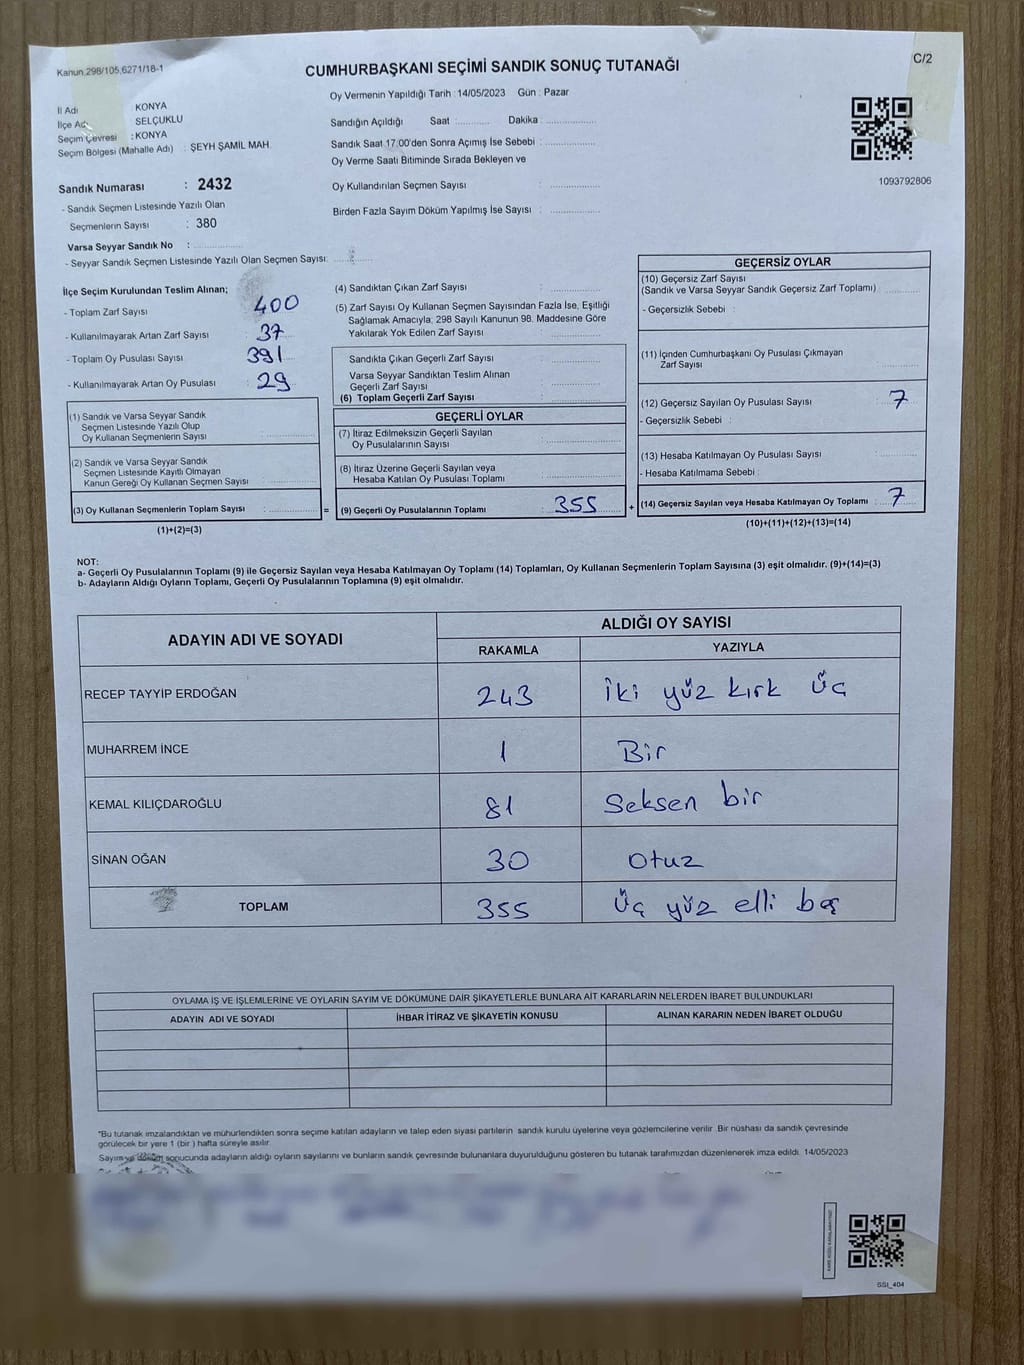 Kanun 298/105,6271/18-1
C/2
CUMHURBAŞKANI SEÇİMİ SANDIK SONUÇ TUTANAĞI
Oy Vermenin Yapıldığı Tarih : 14/05/2023 Gün : Pazar
İl Adı KONYA
İlçe Adı SELÇUKLU
Seçim Çevresi : KONYA
Seçim Bölgesi (Mahalle Adı) : ŞEYH ŞAMİL MAH.
Sandık Numarası : 2432
- Sandık Seçmen Listesinde Yazılı Olan
Seçmenlerin Sayısı : 380
Varsa Seyyar Sandık No :
- Seyyar Sandık Seçmen Listesinde Yazılı Olan Seçmen Sayısı:
Sandığın Açıldığı Saat : Dakika :
Sandık Saat 17:00'den Sonra Açımış İse Sebebi :
Oy Verme Saati Bitiminde Sırada Bekleyen ve
Oy Kullandırılan Seçmen Sayısı :
Birden Fazla Sayım Döküm Yapılmış İse Sayısı :
1093792806
İlçe Seçim Kurulundan Teslim Alınan;
- Toplam Zarf Sayısı : 400
- Kullanılmayarak Artan Zarf Sayısı : 37
- Toplam Oy Pusulası Sayısı : 391
- Kullanılmayarak Artan Oy Pusulası : 29
(1) Sandık ve Varsa Seyyar Sandık
Seçmen Listesinde Yazılı Olup
Oy Kullanan Seçmenlerin Sayısı :
(2) Sandık ve Varsa Seyyar Sandık
Seçmen Listesinde Kayıtlı Olmayan
Kanun Gereği Oy Kullanan Seçmen Sayısı :
(3) Oy Kullanan Seçmenlerin Toplam Sayısı : =
(1)+(2)=(3)
(4) Sandıktan Çıkan Zarf Sayısı :
(5) Zarf Sayısı Oy Kullanan Seçmen Sayısından Fazla İse, Eşitliği
Sağlamak Amacıyla; 298 Sayılı Kanunun 98. Maddesine Göre
Yakılarak Yok Edilen Zarf Sayısı :
Sandıkta Çıkan Geçerli Zarf Sayısı :
Varsa Seyyar Sandıktan Teslim Alınan
Geçerli Zarf Sayısı :
(6) Toplam Geçerli Zarf Sayısı :
GEÇERLİ OYLAR
(7) İtiraz Edilmeksizin Geçerli Sayılan
Oy Pusulalarının Sayısı :
(8) İtiraz Üzerine Geçerli Sayılan veya
Hesaba Katılan Oy Pusulası Toplamı :
(9) Geçerli Oy Pusulalarının Toplamı : 355 +
GEÇERSİZ OYLAR
(10) Geçersiz Zarf Sayısı
(Sandık ve Varsa Seyyar Sandık Geçersiz Zarf Toplamı)
- Geçersizlik Sebebi :
(11) İçinden Cumhurbaşkanı Oy Pusulası Çıkmayan
Zarf Sayısı :
(12) Geçersiz Sayılan Oy Pusulası Sayısı : 7
- Geçersizlik Sebebi :
(13) Hesaba Katılmayan Oy Pusulası Sayısı :
- Hesaba Katılmama Sebebi :
(14) Geçersiz Sayılan veya Hesaba Katılmayan Oy Toplamı : 7
(10)+(11)+(12)+(13)=(14)
NOT:
a- Geçerli Oy Pusulalarının Toplamı (9) ile Geçersiz Sayılan veya Hesaba Katılmayan Oy Toplamı (14) Toplamları, Oy Kullanan Seçmenlerin Toplam Sayısına (3) eşit olmalıdır. (9)+(14)=(3)
b- Adayların Aldığı Oyların Toplamı, Geçerli Oy Pusulalarının Toplamına (9) eşit olmalıdır.
ADAYIN ADI VE SOYADI ALDIĞI OY SAYISI
RAKAMLA YAZIYLA
RECEP TAYYİP ERDOĞAN 243 İki yüz kırk üç
MUHARREM İNCE 1 Bir
KEMAL KILIÇDAROĞLU 81 Seksen bir
SİNAN OĞAN 30 Otuz
TOPLAM 355 Üç yüz elli beş
OYLAMA İŞ VE İŞLEMLERİNE VE OYLARIN SAYIM VE DÖKÜMÜNE DAİR ŞİKAYETLERLE BUNLARA AİT KARARLARIN NELERDEN İBARET BULUNDUKLARI
ADAYIN ADI VE SOYADI İHBAR İTİRAZ VE ŞİKAYETİN KONUSU ALINAN KARARIN NEDEN İBARET OLDUĞU
*Bu tutanak imzalandıktan ve mühürlendikten sonra seçime katılan adayların ve talep eden siyasi partilerin sandık kurulu üyelerine veya gözlemcilerine verilir. Bir nüshası da sandık çevresinde
görülecek bir yere 1 (bir ) hafta süreyle asılır.
Sayım ve döküm sonucunda adayların aldığı oyların sayılarını ve bunların sandık çevresinde bulunanlara duyurulduğunu gösteren bu tutanak tarafımızdan düzenlenerek imza edildi. 14/05/2023
SSI_404